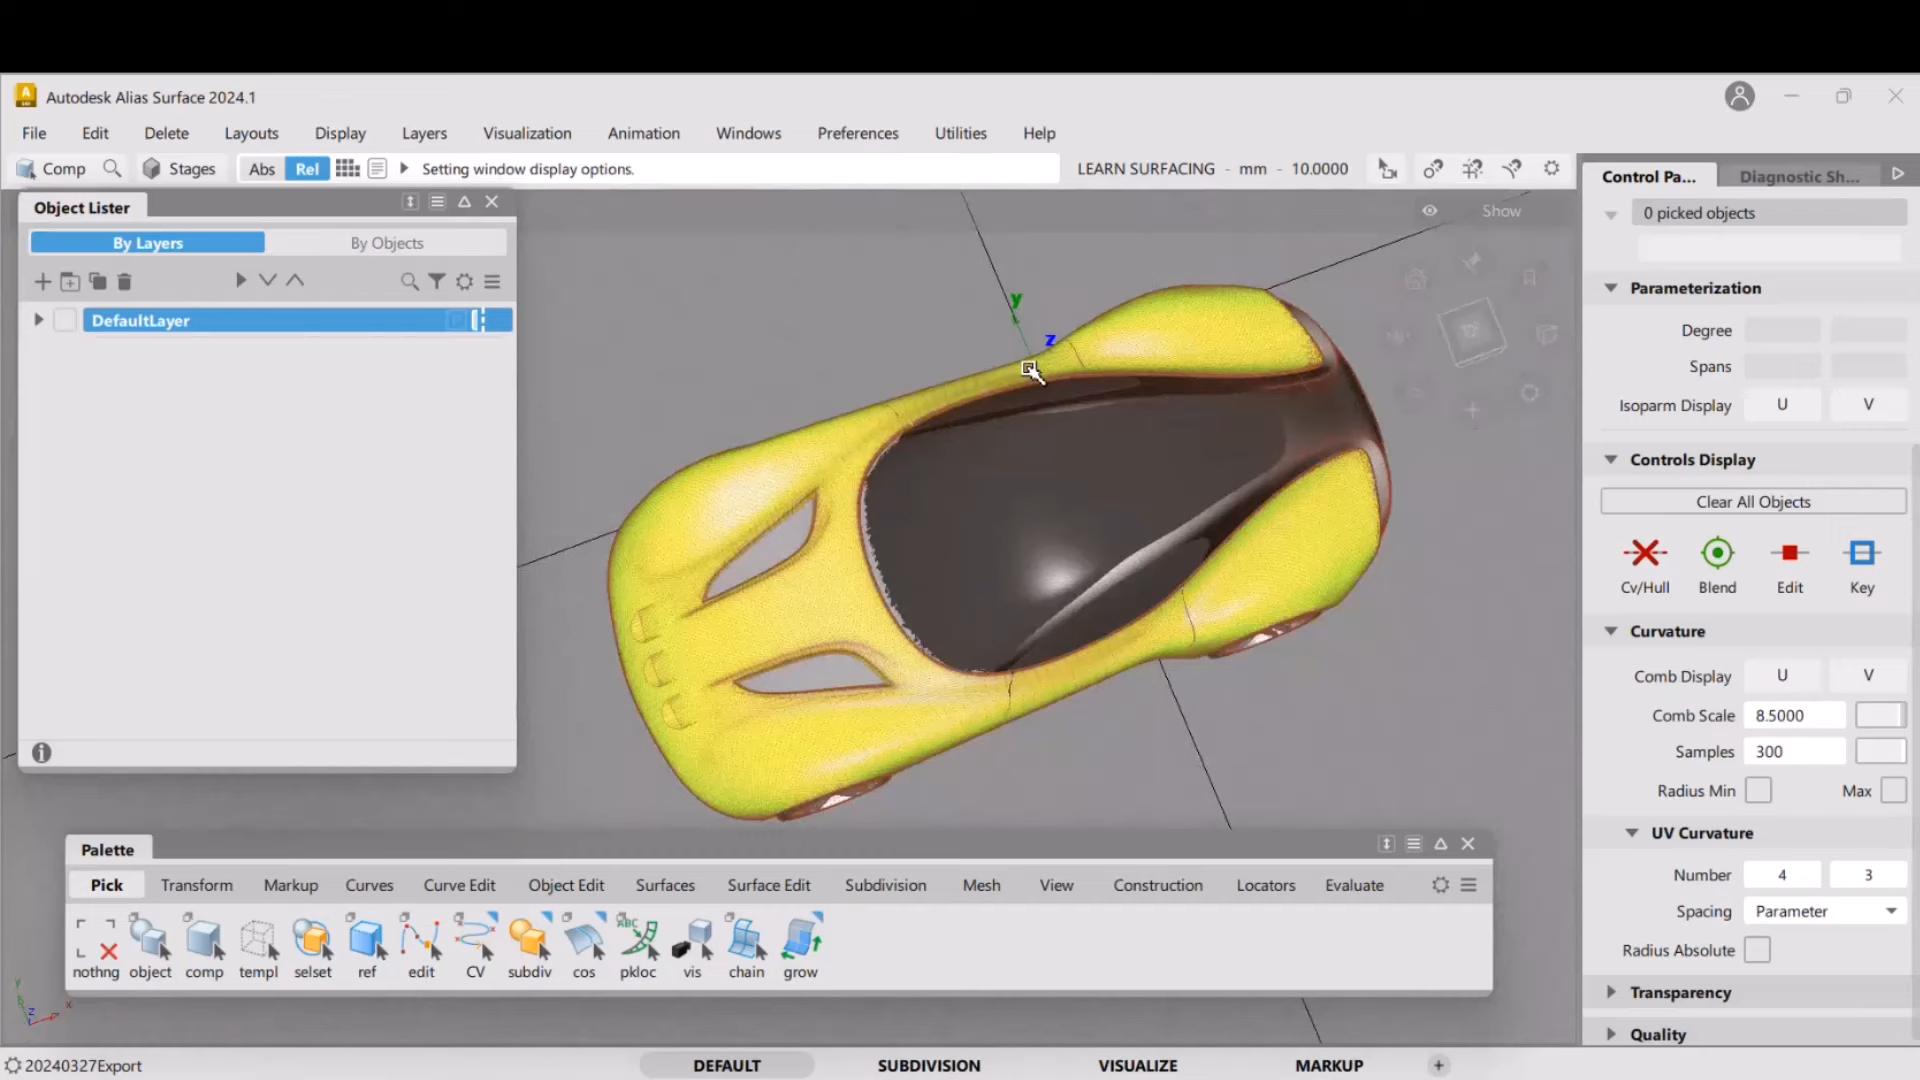 Autodesk Alias Surface 2024.1
File Edit Delete Layouts Display Layers Visualization Animation Windows Preferences Utilities Help
Comp Stages Abs Rel Setting window display options. LEARN SURFACING - mm - 10.0000
Control Pa... Diagnostic Sh...
Object Lister
By Layers By Objects
DefaultLayer
Show
y
z
0 picked objects
Parameterization
Degree
Spans
Isoparm Display U V
Controls Display
Clear All Objects
Cv/Hull Blend Edit Key
Curvature
Comb Display U V
Comb Scale 8.5000
Samples 300
Radius Min Max
UV Curvature
Number 4 3
Spacing Parameter
Radius Absolute
Transparency
Quality
Palette
Pick Transform Markup Curves Curve Edit Object Edit Surfaces Surface Edit Subdivision Mesh View Construction Locators Evaluate
ABC
nothng object comp templ selset ref edit CV subdiv cos pkloc vis chain grow
y
z
x
20240327Export DEFAULT SUBDIVISION VISUALIZE MARKUP +